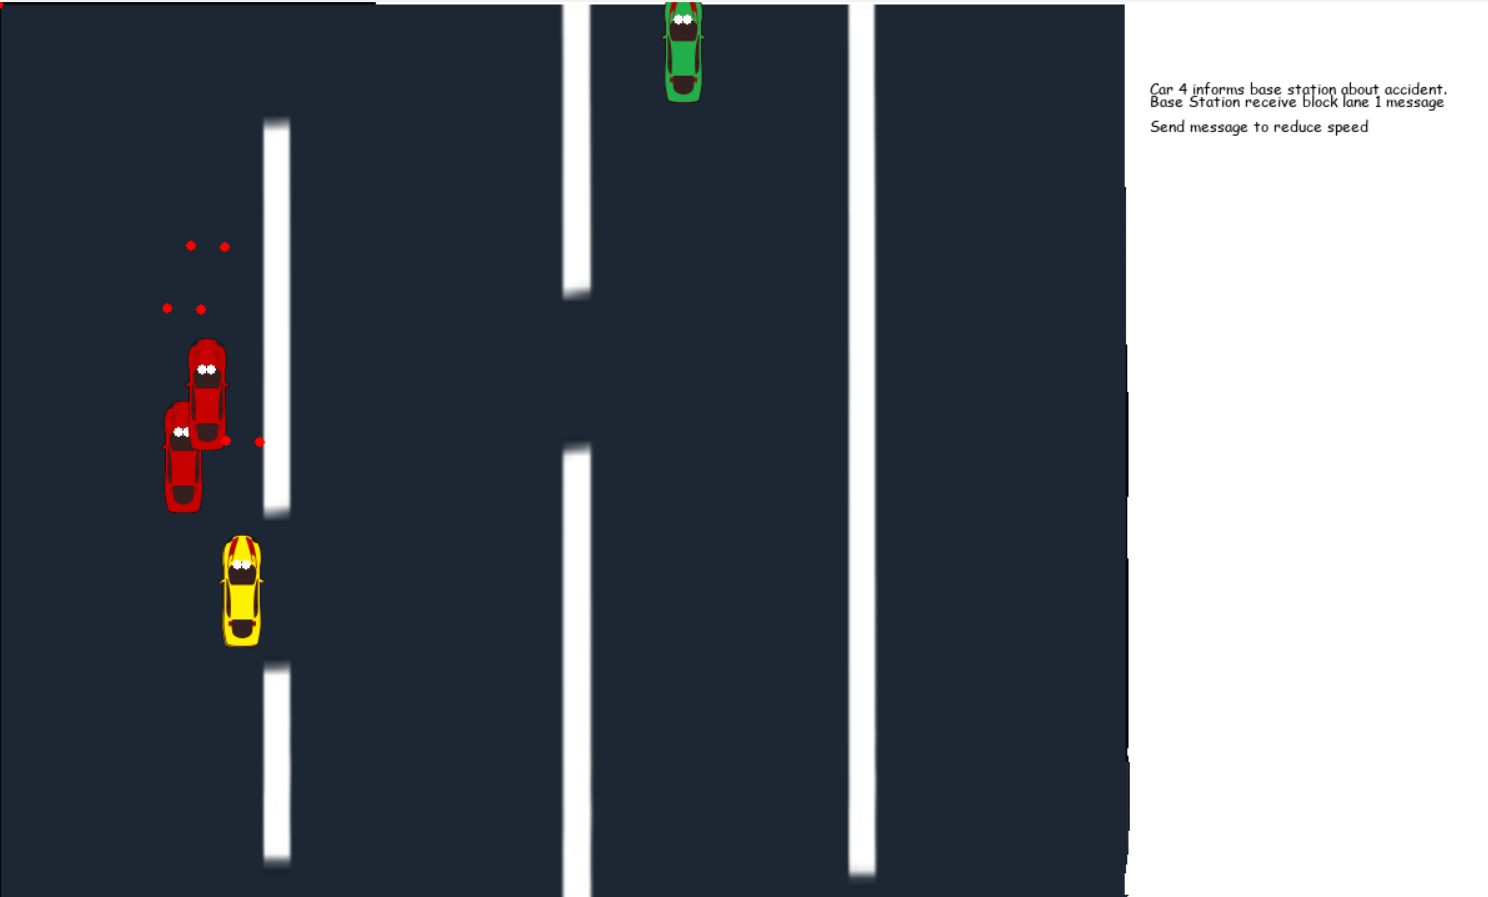 Car 4 informs base station about accident.
Base Station receive block lane 1 message
Send message to reduce speed